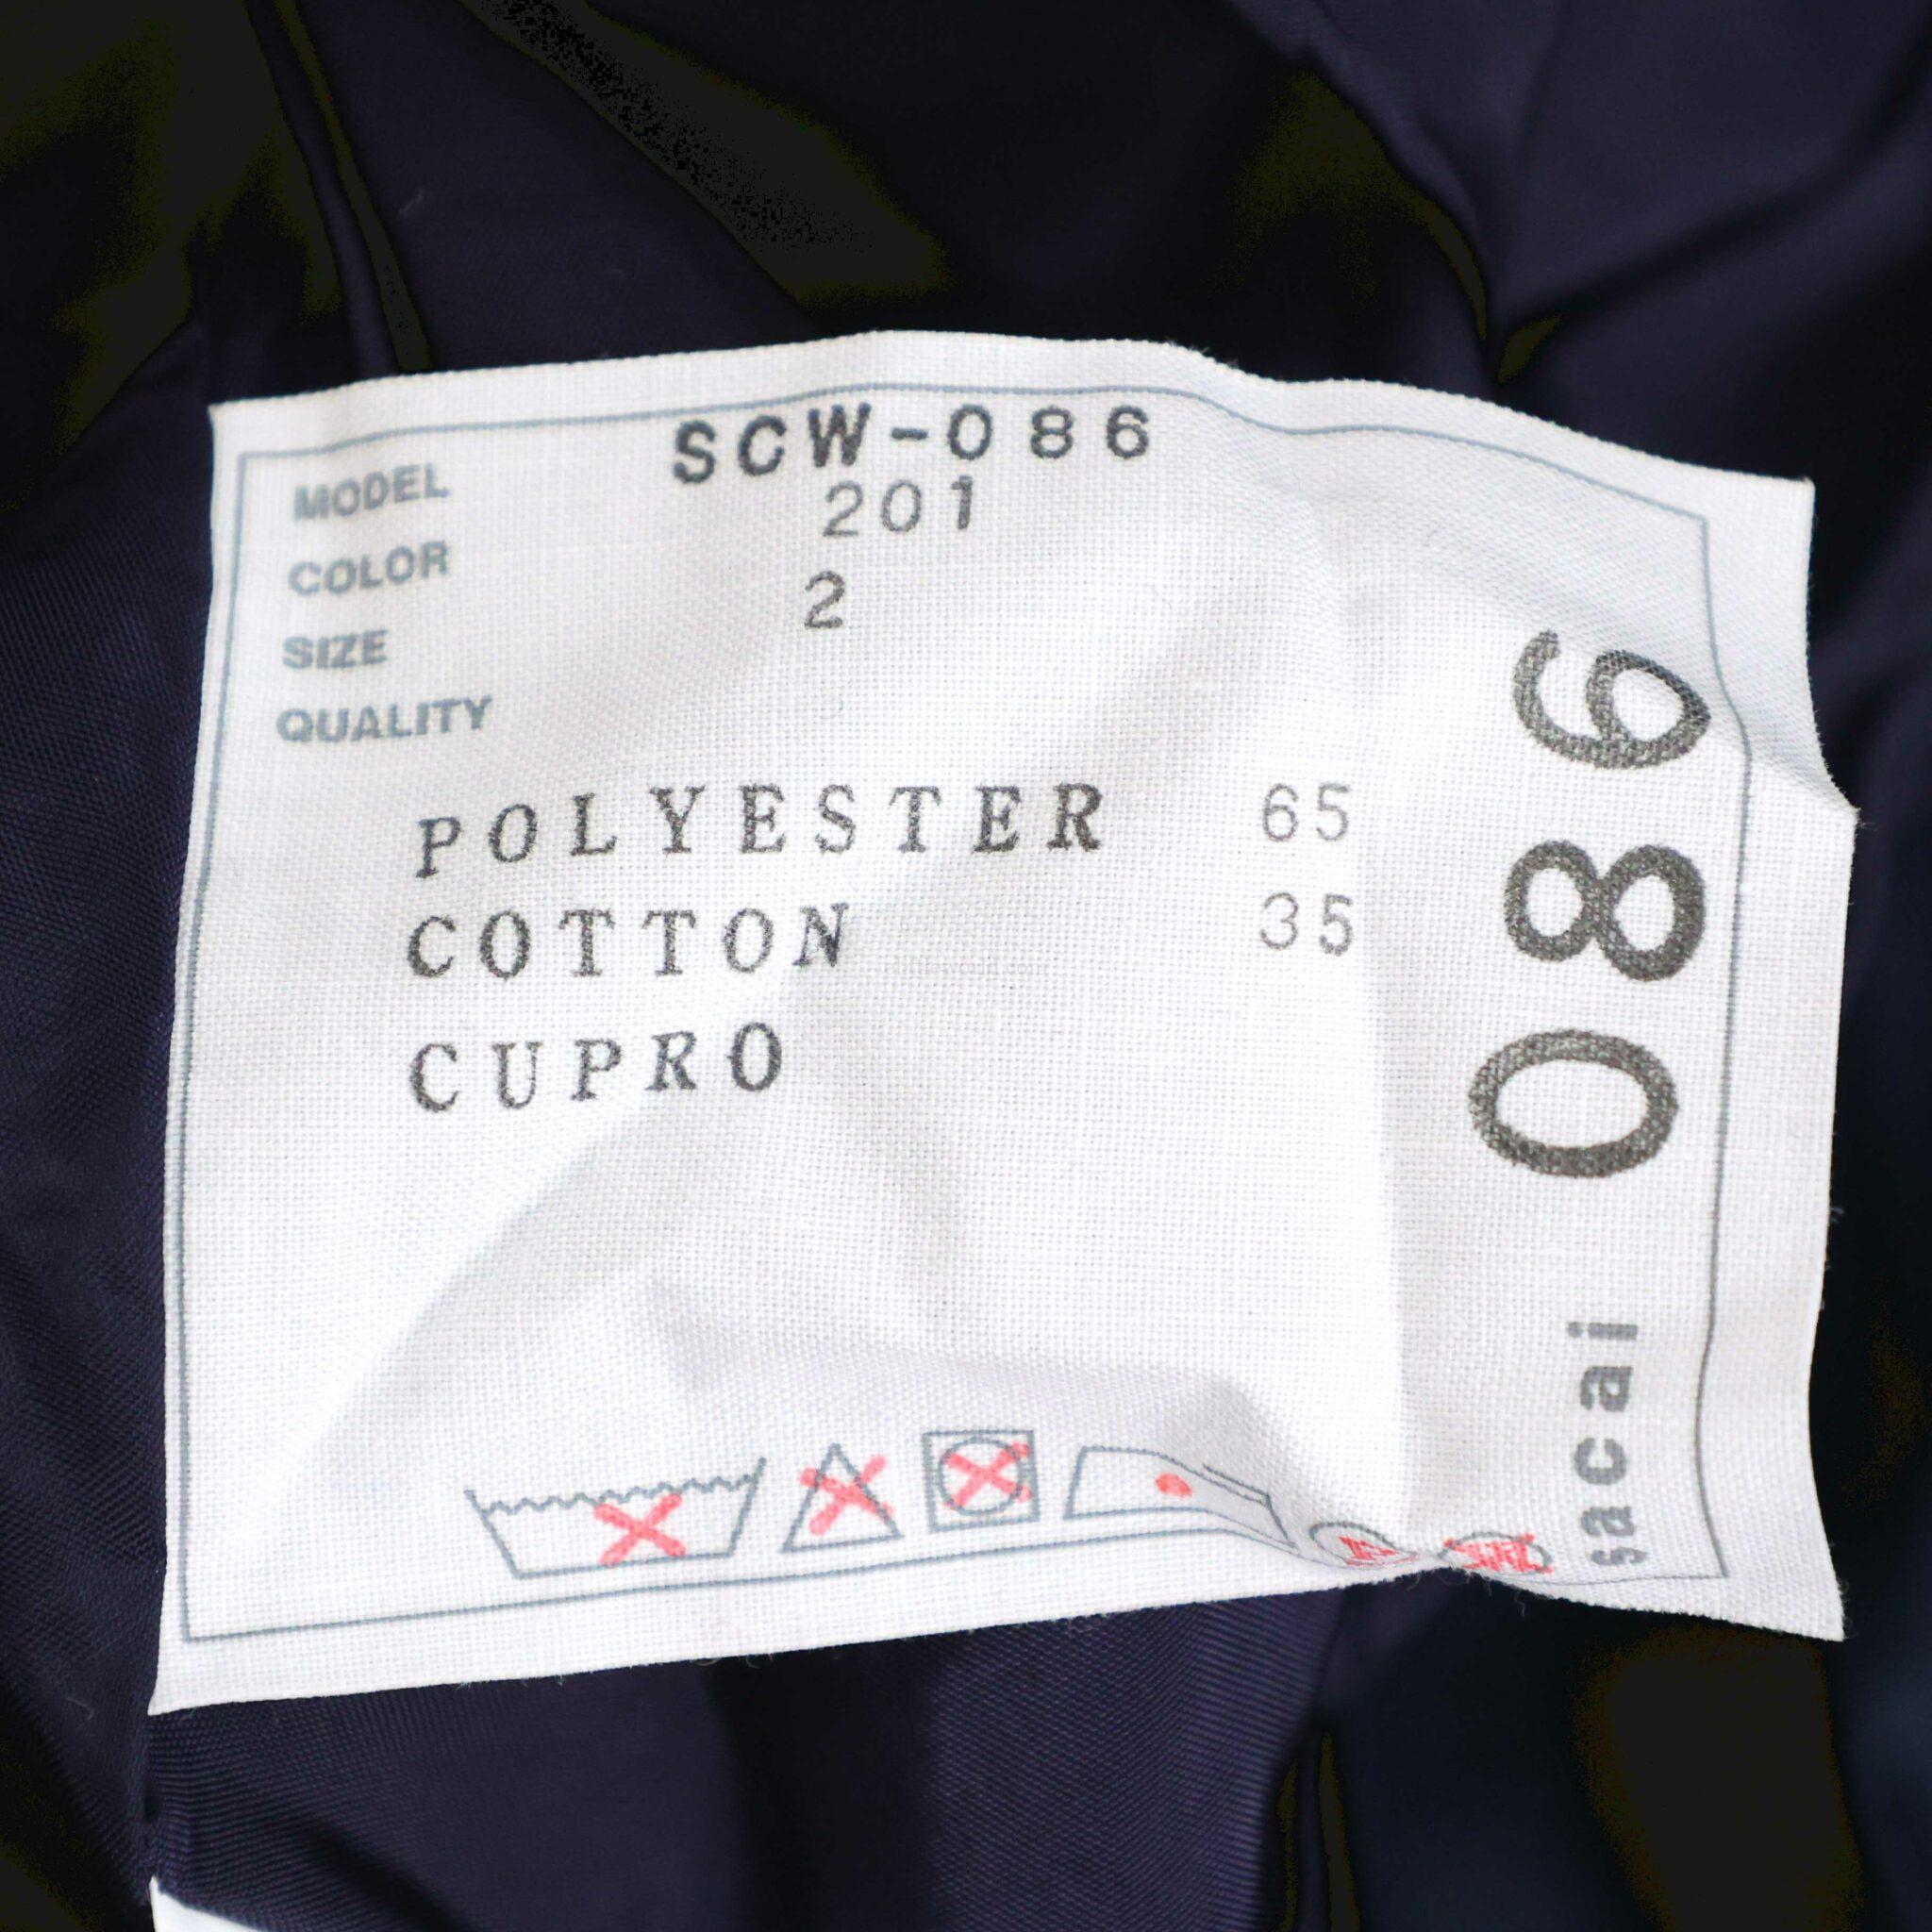 MODEL SCW-086
COLOR 201
SIZE 2
QUALITY
POLYESTER 65
COTTON 35
CUPRO
086
sacai